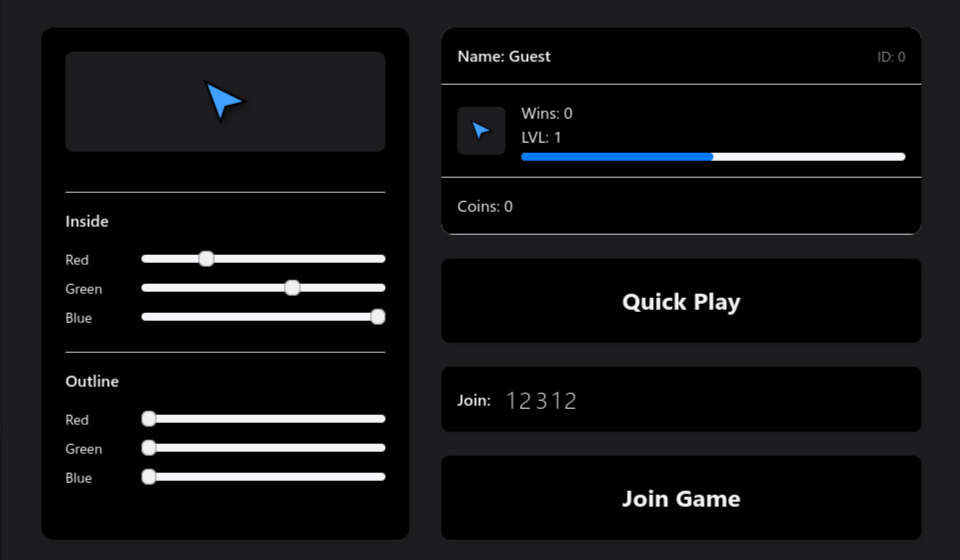 Inside
Red
Green
Blue
Outline
Red
Green
Blue
Name: Guest ID: 0
Wins: 0
LVL: 1
Coins: 0
Quick Play
Join: 12312
Join Game